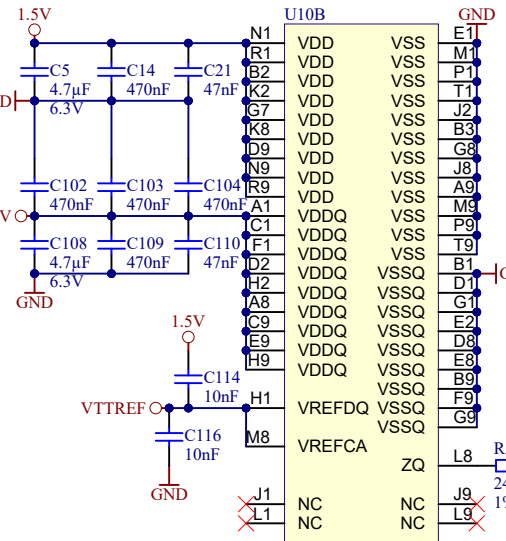 U10B
1.5V
GND
N1 VDD VSS E1
R1 VDD VSS M1
B2 VDD VSS P1
K2 VDD VSS T1
G7 VDD VSS J2
K8 VDD VSS B3
D9 VDD VSS G8
N9 VDD VSS J8
R9 VDD VSS A9
A1 VDDQ VSS M9
C1 VDDQ VSS P9
F1 VDDQ VSS T9
D2 VDDQ VSSQ B1
H2 VDDQ VSSQ D1
A8 VDDQ VSSQ G1
C9 VDDQ VSSQ E2
E9 VDDQ VSSQ D8
H9 VDDQ VSSQ E8
VSSQ B9
H1 VREFDQ VSSQ F9
VSSQ G9
M8 VREFCA
ZQ L8
J1 NC NC J9
L1 NC NC L9
C5
4.7µF
6.3V
C14
470nF
C21
47nF
D
C102
470nF
C103
470nF
C104
470nF
V
C108
4.7µF
6.3V
C109
470nF
C110
47nF
GND
1.5V
C114
10nF
VTTREF
C116
10nF
GND
R
24
1%